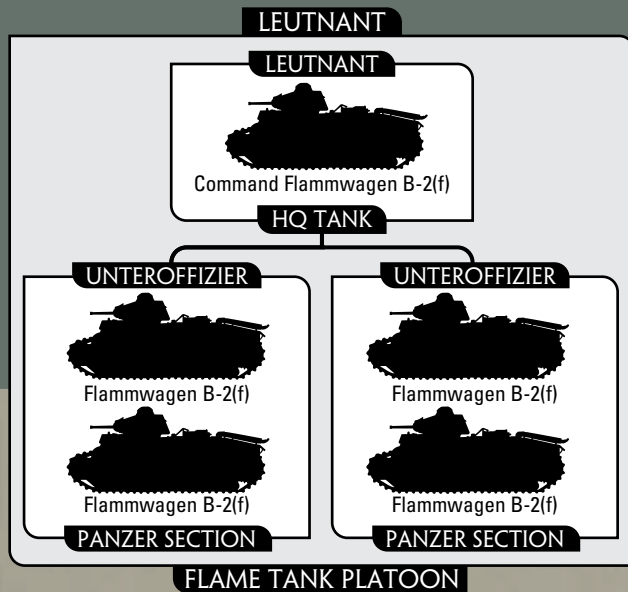 LEUTNANT
LEUTNANT
Command Flammwagen B-2(f)
HQ TANK
UNTEROFFIZIER
Flammwagen B-2(f)
Flammwagen B-2(f)
PANZER SECTION
UNTEROFFIZIER
Flammwagen B-2(f)
Flammwagen B-2(f)
PANZER SECTION
FLAME TANK PLATOON